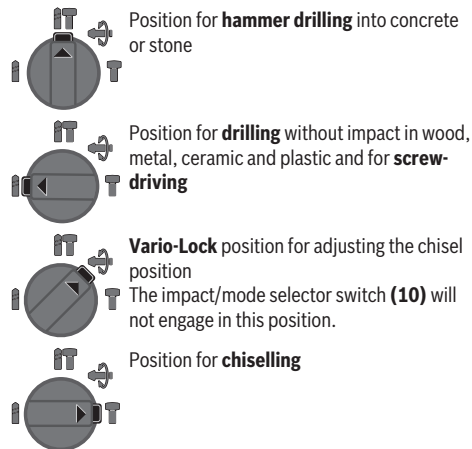 Position for hammer drilling into concrete
or stone
Position for drilling without impact in wood,
metal, ceramic and plastic and for screw-
driving
Vario-Lock position for adjusting the chisel
position
The impact/mode selector switch (10) will
not engage in this position.
Position for chiselling